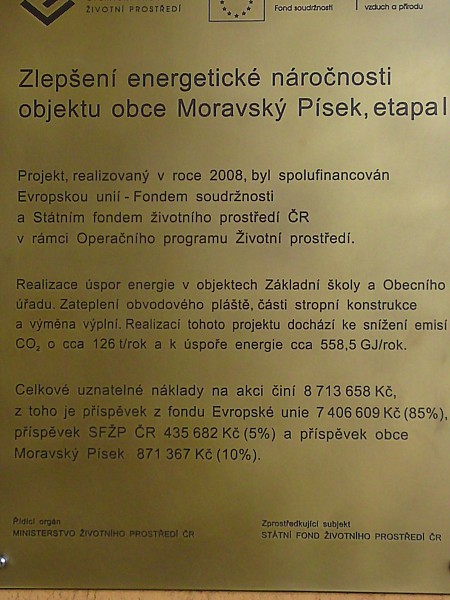 ŽIVOTNÍ PROSTŘEDÍ
Fond soudržnosti
vzduch a přírodu
Zlepšení energetické náročnosti
objektu obce Moravský Písek, etapa I
Projekt, realizovaný v roce 2008, byl spolufinancován
Evropskou unií - Fondem soudržnosti
a Státním fondem životního prostředí ČR
v rámci Operačního programu Životní prostředí.
Realizace úspor energie v objektech Základní školy a Obecního
úřadu. Zateplení obvodového pláště, části stropní konstrukce
a výměna výplní. Realizací tohoto projektu dochází ke snížení emisí
CO₂ o cca 126 t/rok a k úspoře energie cca 558,5 GJ/rok.
Celkové uznatelné náklady na akci činí 8 713 658 Kč,
z toho je příspěvek z fondu Evropské unie 7 406 609 Kč (85%),
příspěvek SFŽP ČR 435 682 Kč (5%) a příspěvek obce
Moravský Písek 871 367 Kč (10%).
Řídící orgán
MINISTERSTVO ŽIVOTNÍHO PROSTŘEDÍ ČR
Zprostředkující subjekt
STÁTNÍ FOND ŽIVOTNÍHO PROSTŘEDÍ ČR